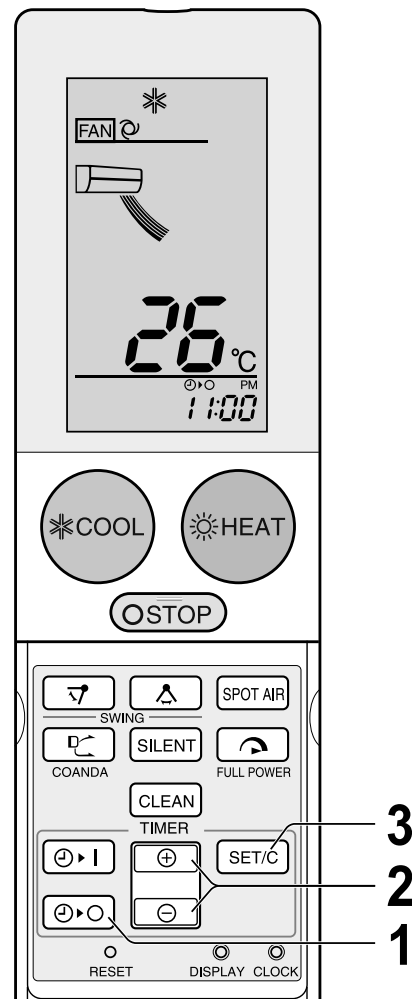 FAN
26 °C
PM
11:00
COOL HEAT
STOP
SPOT AIR
SWING
SILENT
COANDA FULL POWER
CLEAN
TIMER
I + SET/C 3
2
− 1
RESET DISPLAY CLOCK